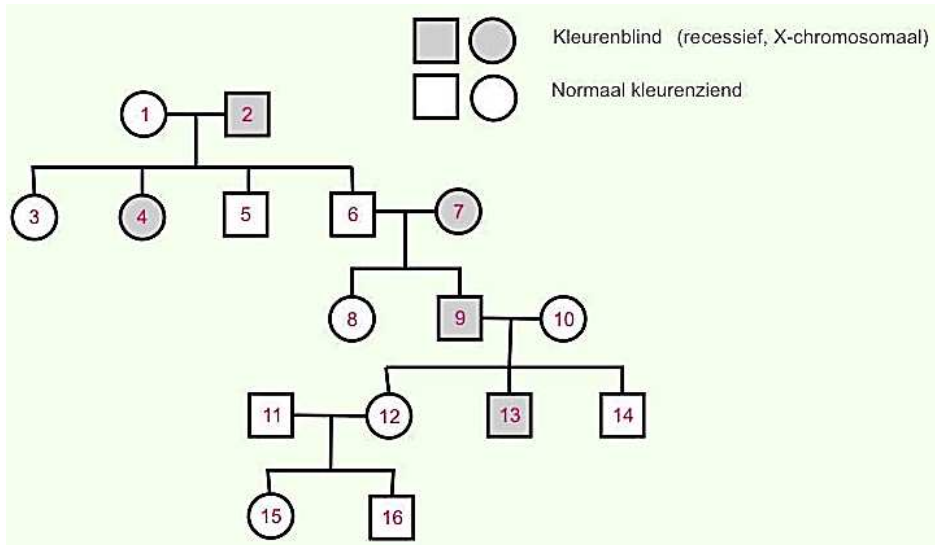 Kleurenblind (recessief, X-chromosomaal)
Normaal kleurenziend
1 2
3 4 5 6 7
8 9 10
11 12 13 14
15 16